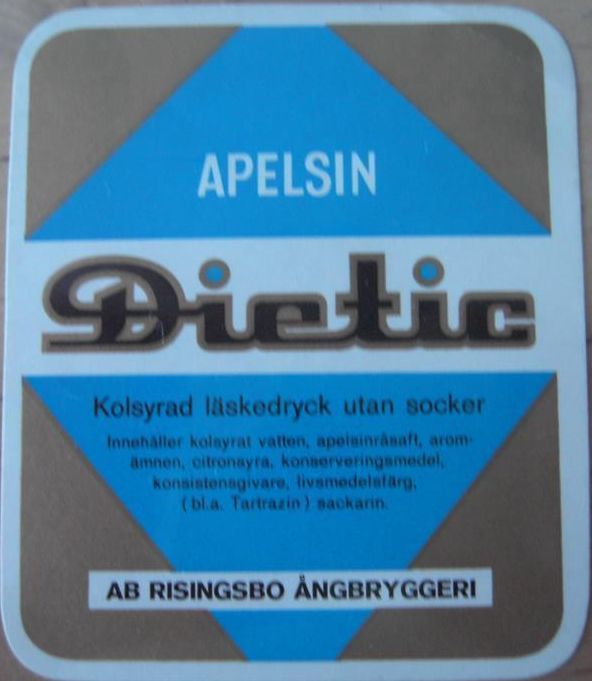 APELSIN
Dietic
Kolsyrad läskedryck utan socker
Innehåller kolsyrat vatten, apelsinråsaft, arom-
ämnen, citronsyra, konserveringsmedel,
konsistensgivare, livsmedelsfärg,
(bl.a. Tartrazin) sackarin.
AB RISINGSBO ÅNGBRYGGERI